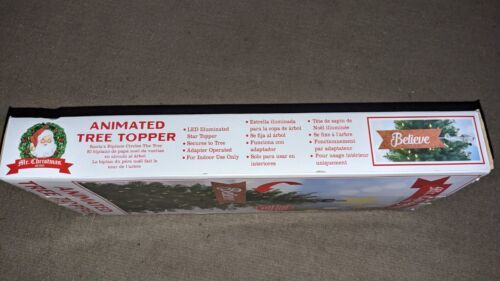 Mr. Christmas
ANIMATED
TREE TOPPER
Santa's Biplane Circles The Tree
El biplano de papá noel da vueltas
en círculo al árbol
Le biplan du père noël fait le
tour de l'arbre
• LED Illuminated
Star Topper
• Secures to Tree
• Adapter Operated
• For Indoor Use Only
• Estrella iluminada
para la copa de árbol
• Se fija al árbol
• Funciona con
adaptador
• Solo para usar en
interiores
• Tête de sapin de
Noël illuminée
• Se fixe à l'arbre
• Fonctionnement
par adaptateur
• Pour usage intérieur
uniquement
Believe
ANIMATED